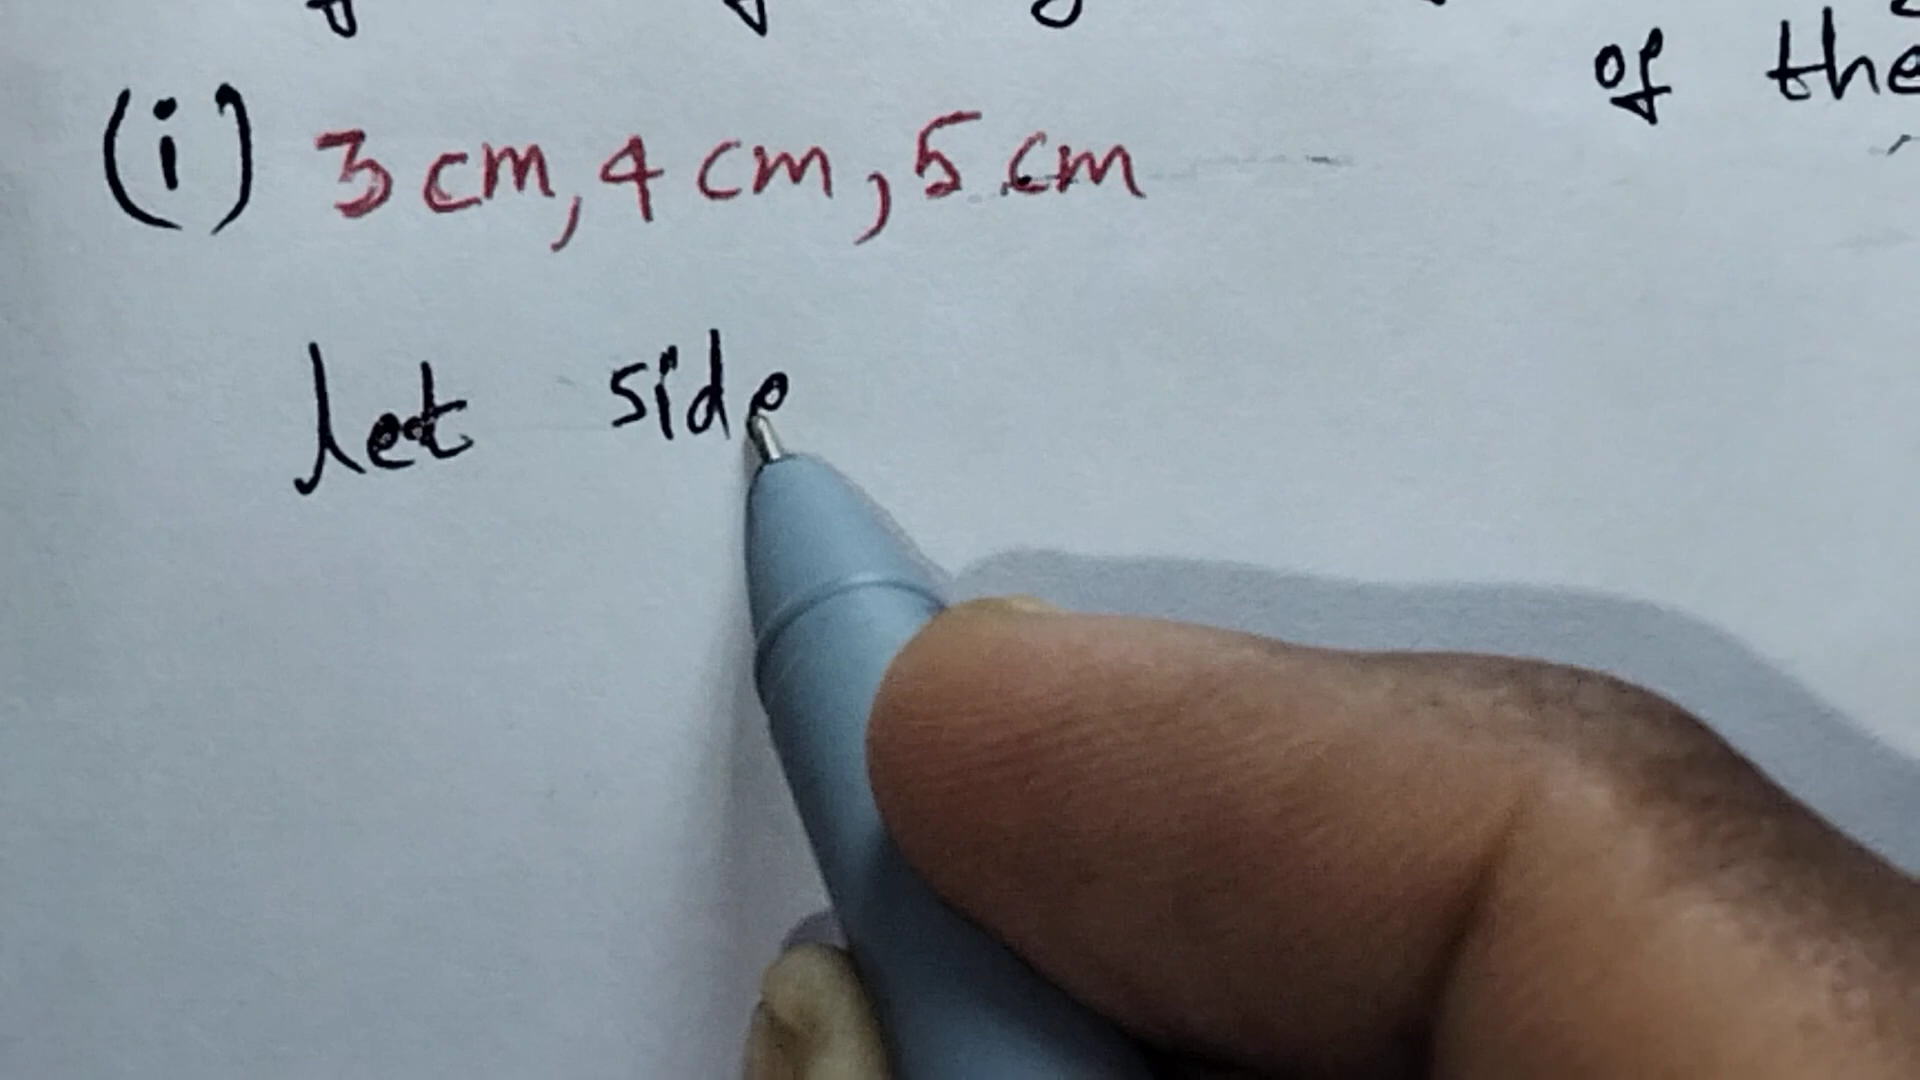 of the
(i) 3 cm, 4 cm, 5 cm
let side